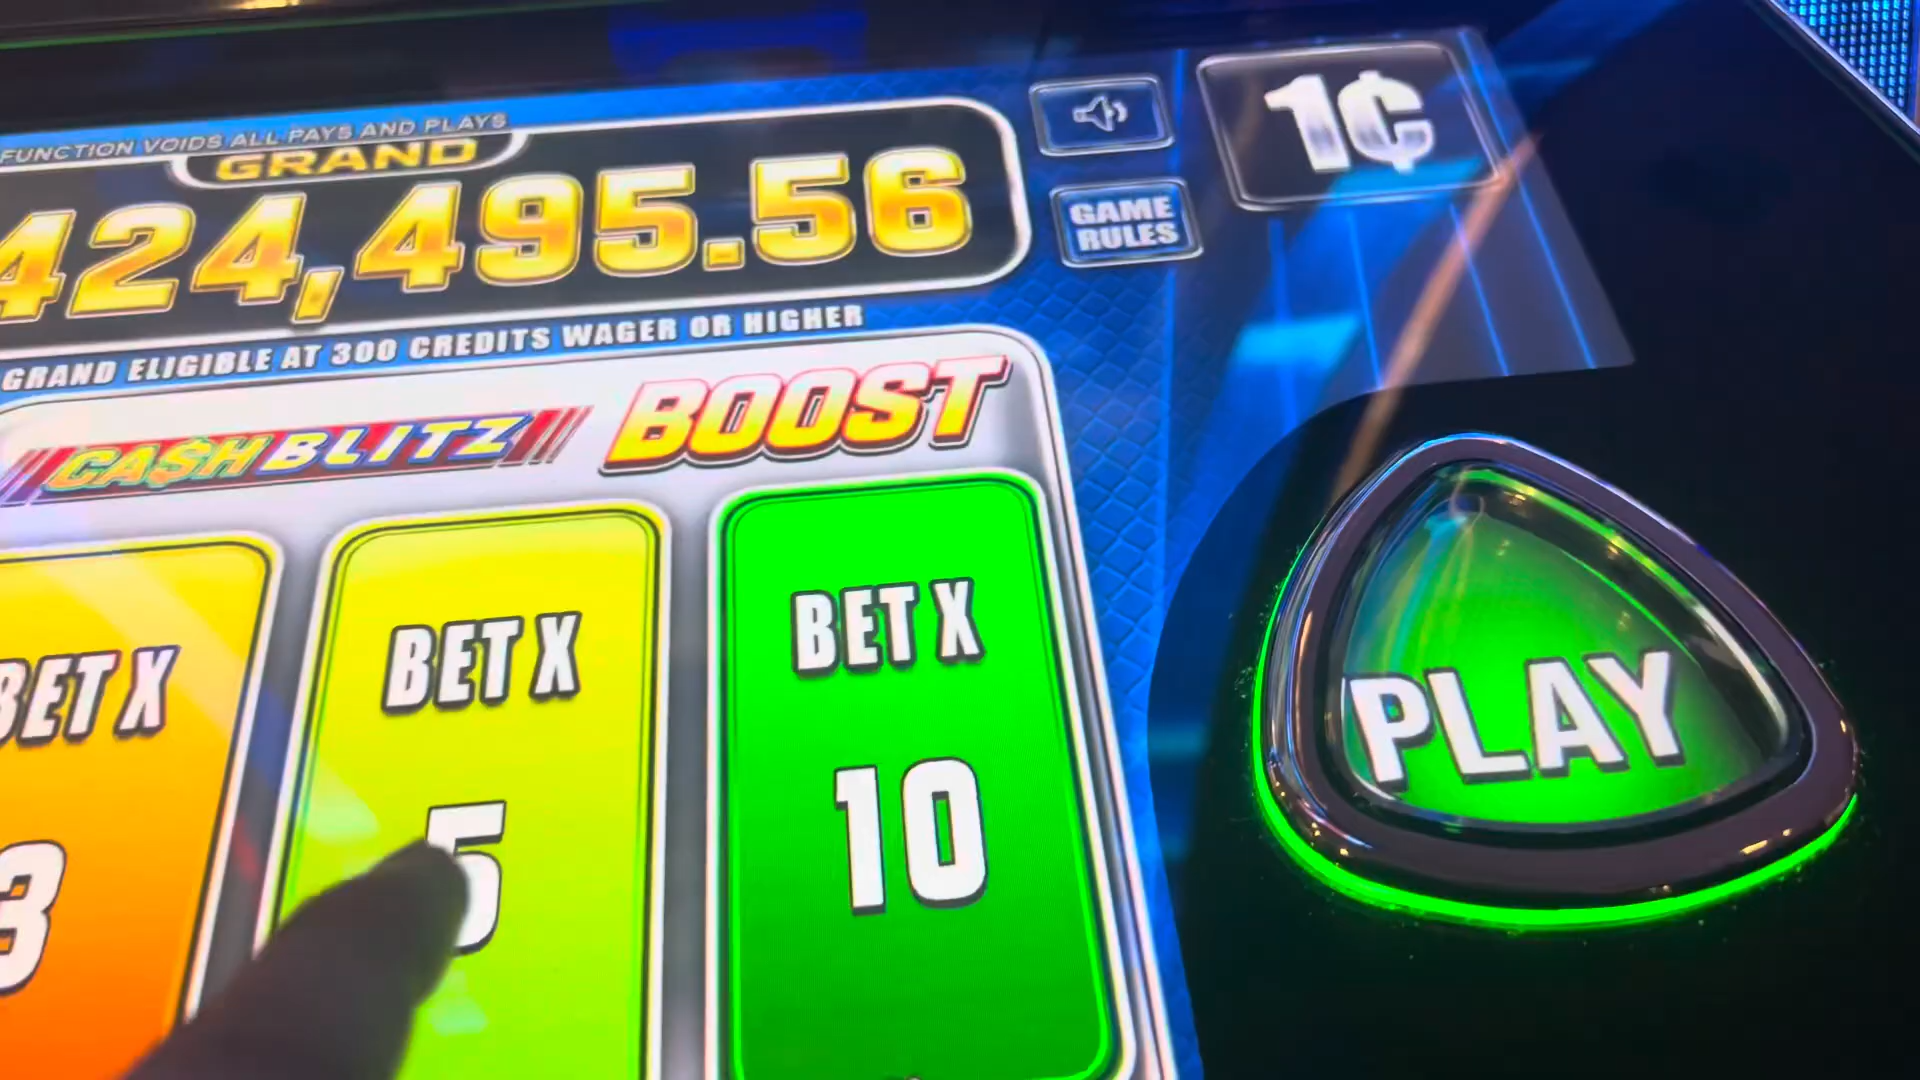 FUNCTION VOIDS ALL PAYS AND PLAYS
GRAND
424,495.56
1¢
GAME
RULES
GRAND ELIGIBLE AT 300 CREDITS WAGER OR HIGHER
CA$HBLITZ BOOST
BET X
3
BET X
5
BET X
10
PLAY